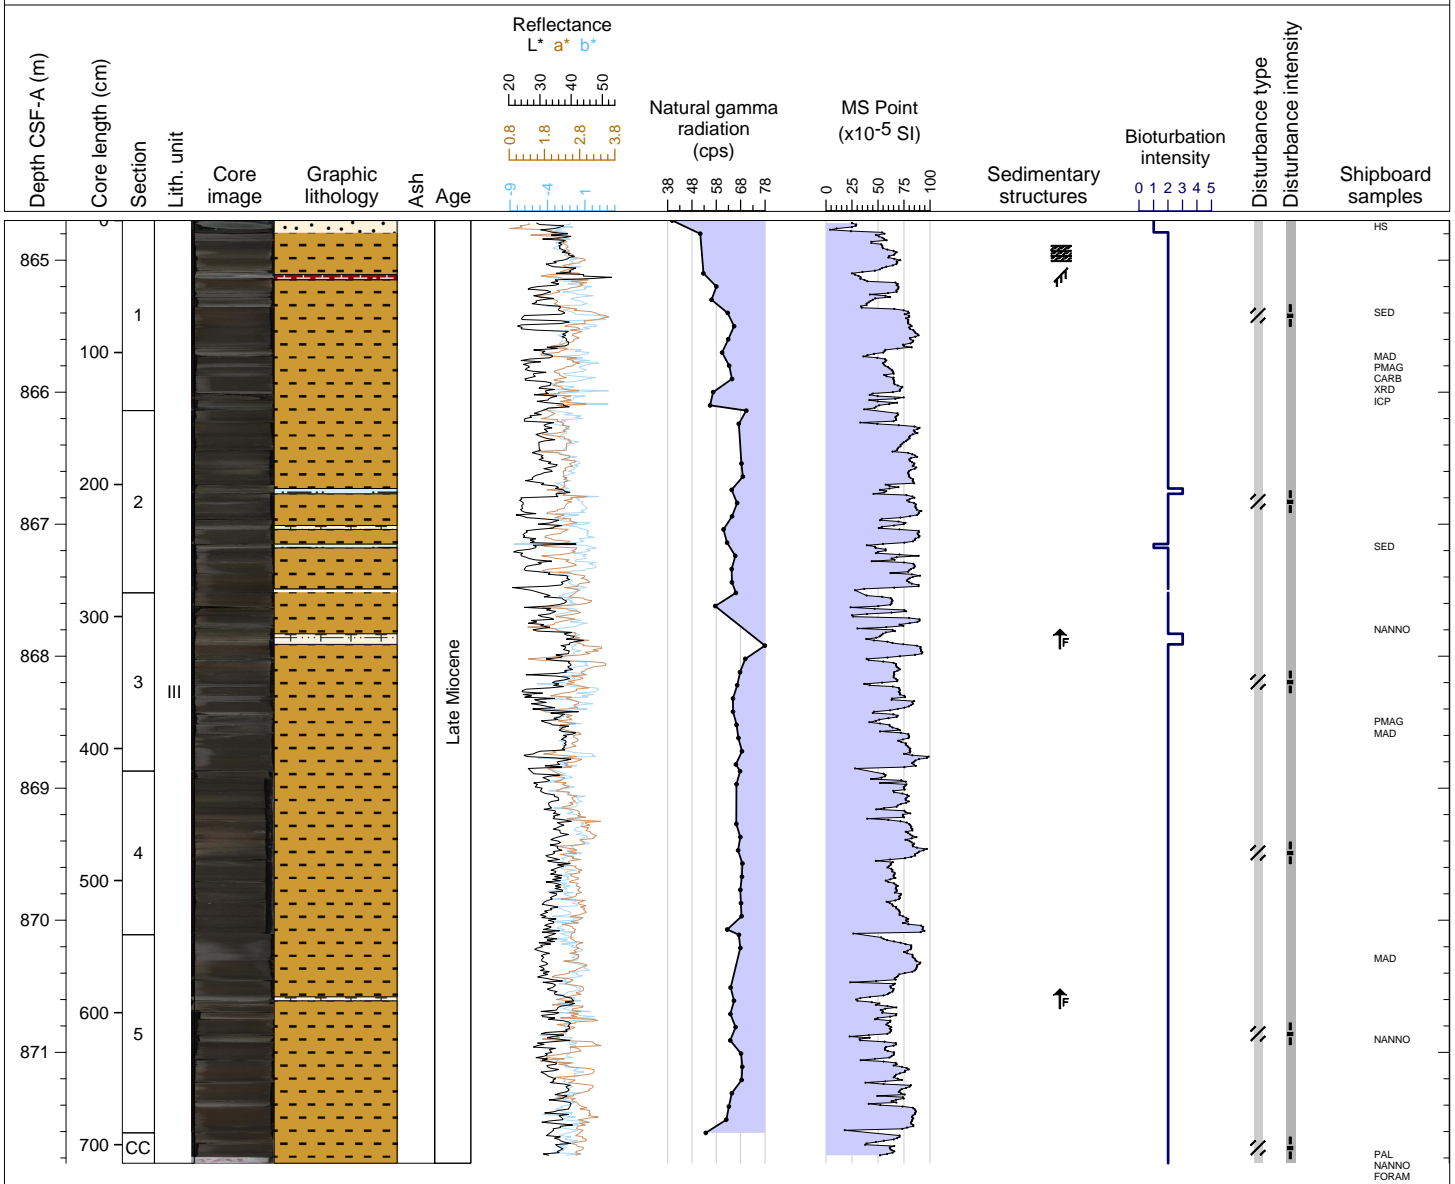 Depth CSF-A (m)
Core length (cm)
Section
Lith. unit
Core
image
Graphic
lithology
Ash
Age
Reflectance
L* a* b*
20 30 40 50
0.8 1.8 2.8 3.8
-9 -4 1
Natural gamma
radiation
(cps)
38 48 58 68 78
MS Point
(x10-5 SI)
0 25 50 75 100
Sedimentary
structures
Bioturbation
intensity
0 1 2 3 4 5
Disturbance type
Disturbance intensity
Shipboard
samples
865
866
867
868
869
870
871
0
100
200
300
400
500
600
700
1
2
3
4
5
CC
III
Late Miocene
F
F
HS
SED
MAD
PMAG
CARB
XRD
ICP
SED
NANNO
PMAG
MAD
MAD
NANNO
PAL
NANNO
FORAM